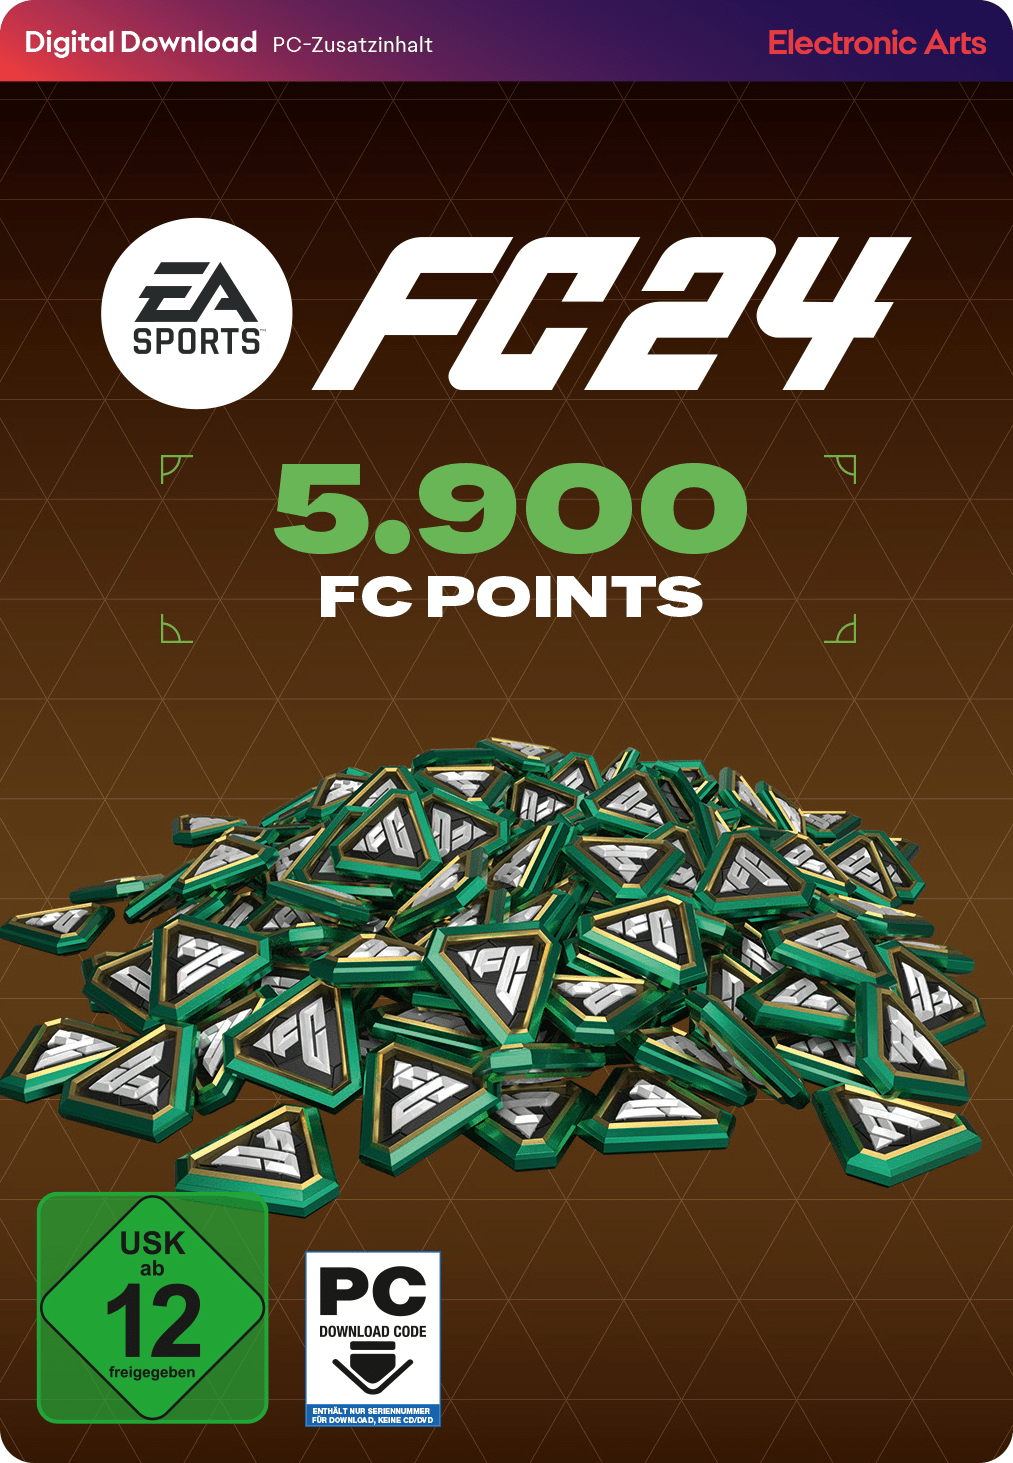 Digital Download PC-Zusatzinhalt Electronic Arts
EA
SPORTS™
FC24
5.900
FC POINTS
USK
ab
12
freigegeben
PC
DOWNLOAD CODE
ENTHÄLT NUR SERIENNUMMER
FÜR DOWNLOAD, KEINE CD/DVD